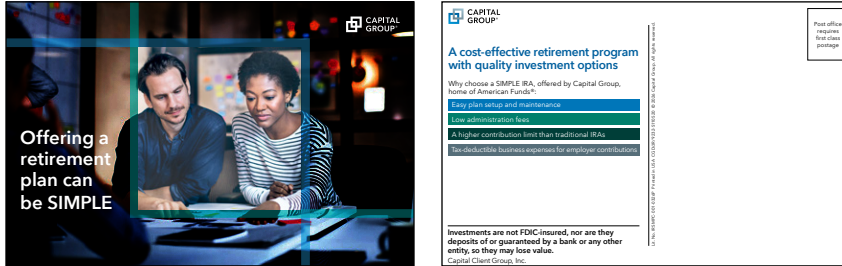 CAPITAL
GROUP®
Offering a
retirement
plan can
be SIMPLE
CAPITAL
GROUP®
A cost-effective retirement program
with quality investment options
Why choose a SIMPLE IRA, offered by Capital Group,
home of American Funds®:
Easy plan setup and maintenance
Low administration fees
A higher contribution limit than traditional IRAs
Tax-deductible business expenses for employer contributions
Investments are not FDIC-insured, nor are they
deposits of or guaranteed by a bank or any other
entity, so they may lose value.
Capital Client Group, Inc.
Post office
requires
first class
postage